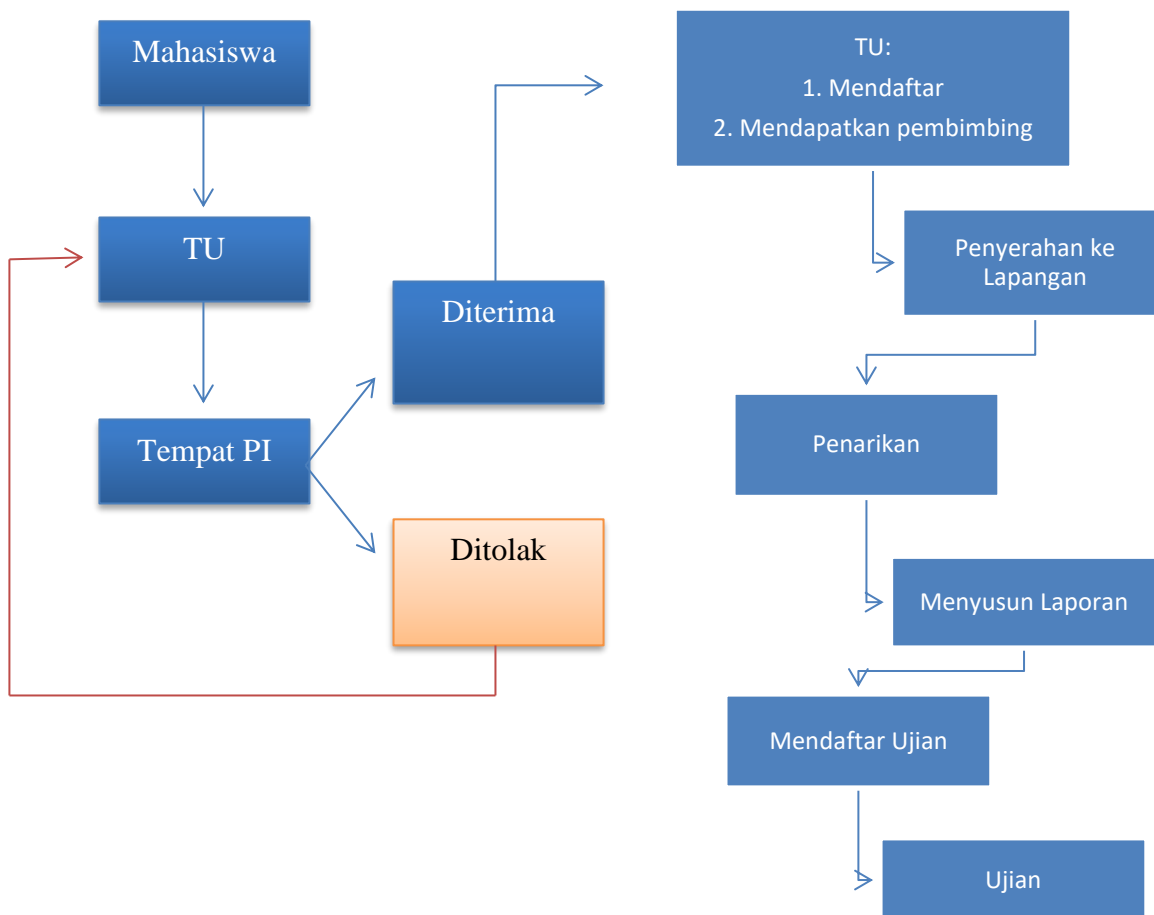 Mahasiswa
TU
Tempat PI
Diterima
Ditolak
TU:
1. Mendaftar
2. Mendapatkan pembimbing
Penyerahan ke
Lapangan
Penarikan
Menyusun Laporan
Mendaftar Ujian
Ujian